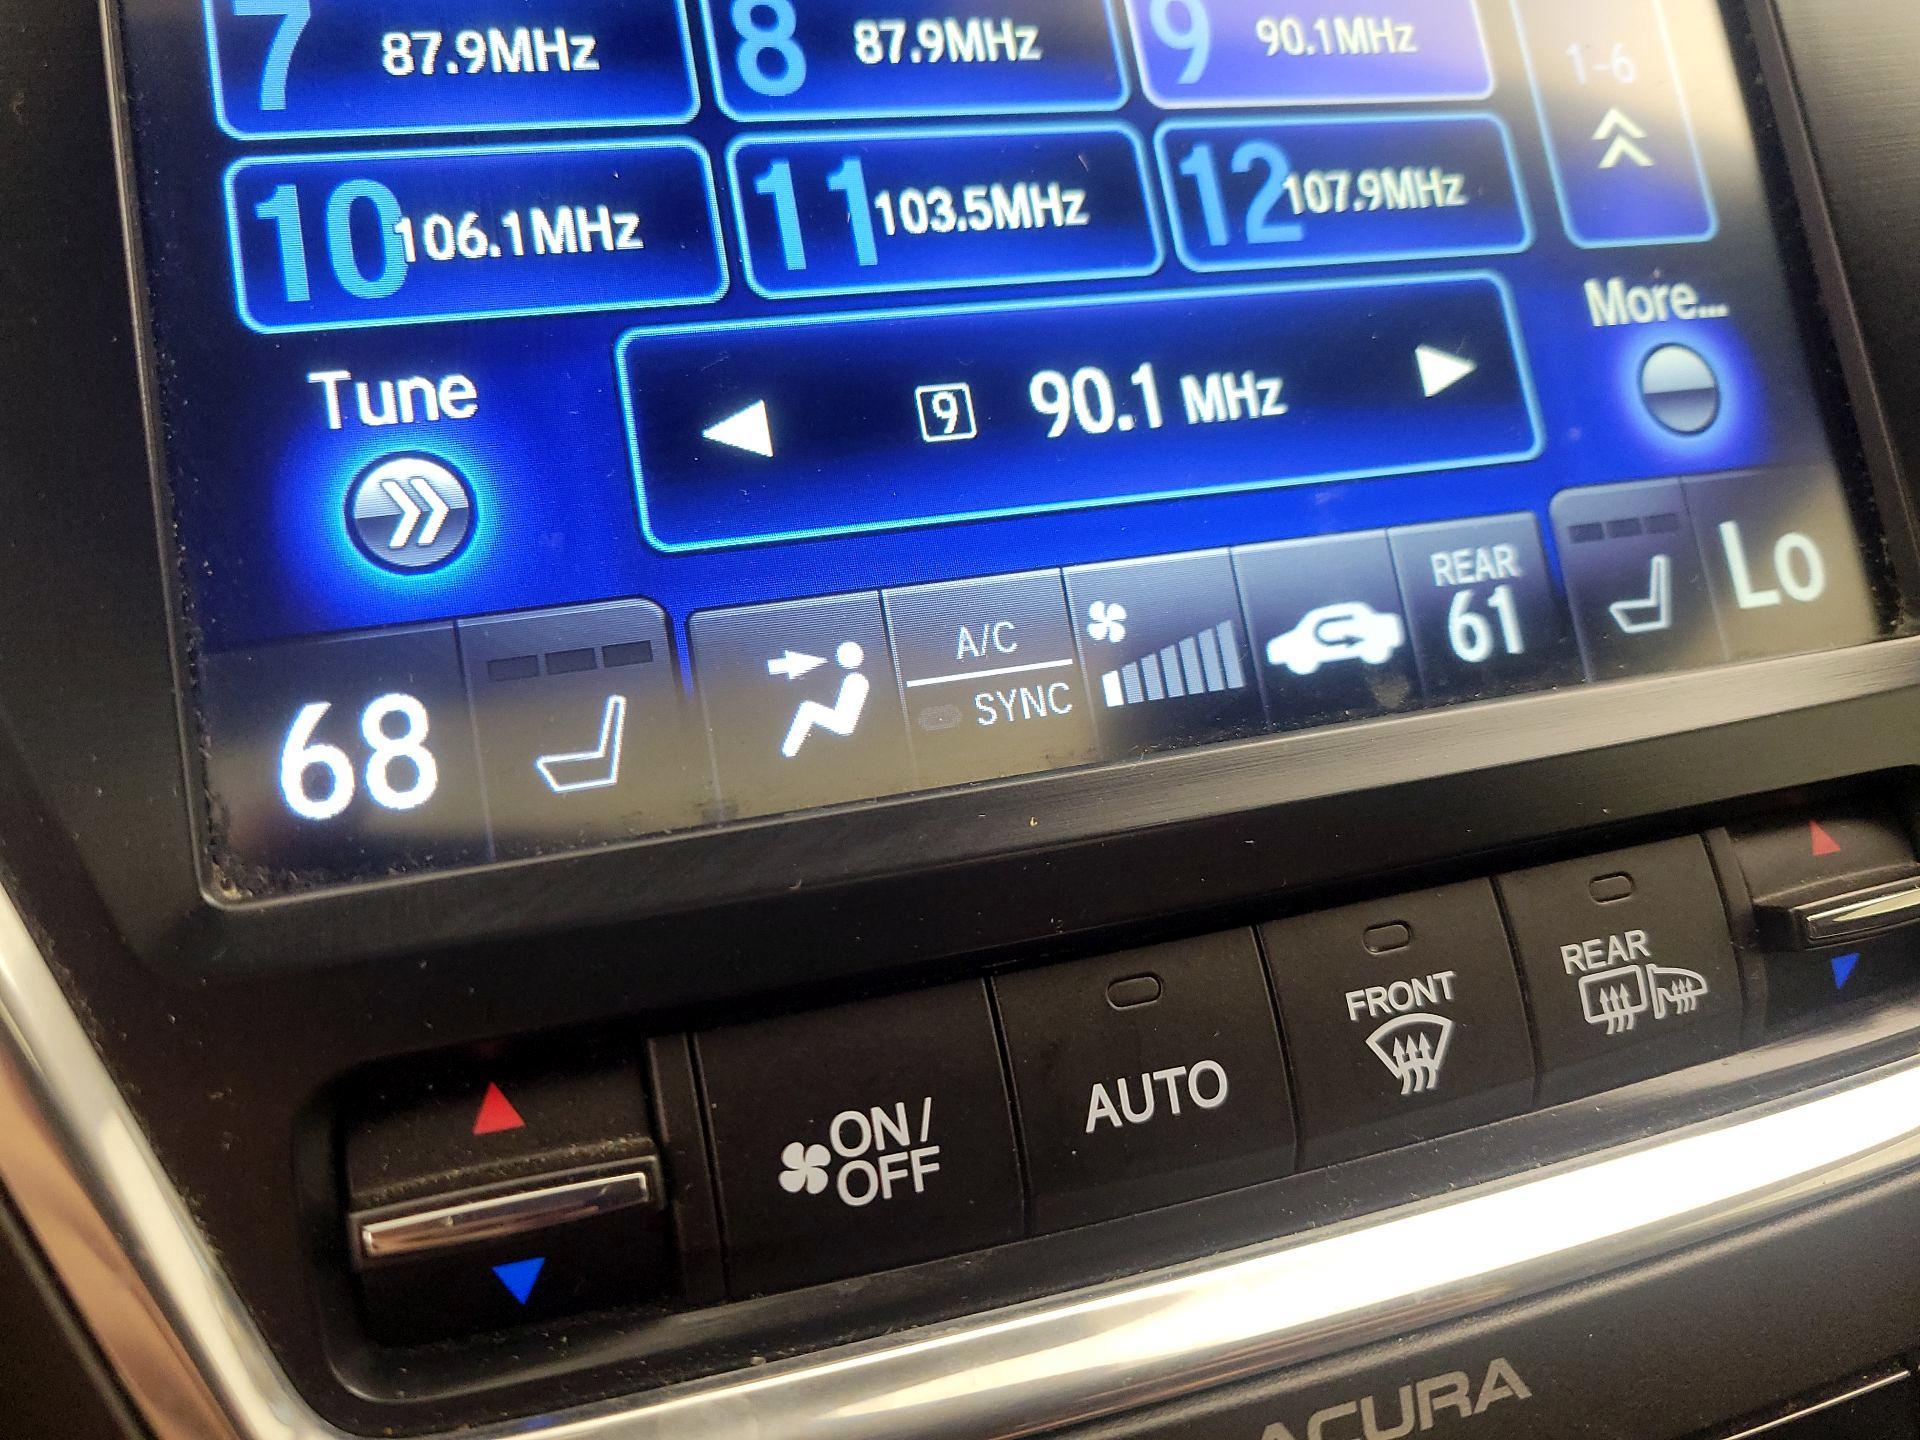 7 87.9MHz 8 87.9MHz 9 90.1MHz 1-6
10 106.1MHz 11 103.5MHz 12 107.9MHz
More...
Tune 9 90.1 MHz
68 A/C REAR 61 Lo
SYNC
ON/OFF AUTO FRONT REAR
ACURA